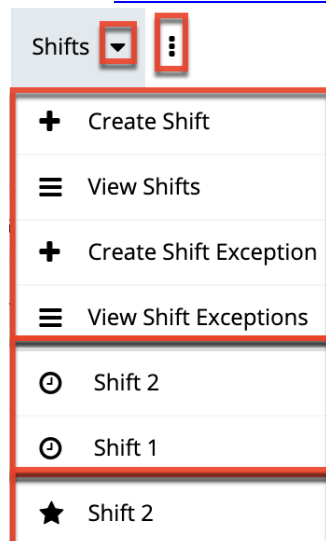 Shifts
Create Shift
View Shifts
Create Shift Exception
View Shift Exceptions
Shift 2
Shift 1
Shift 2